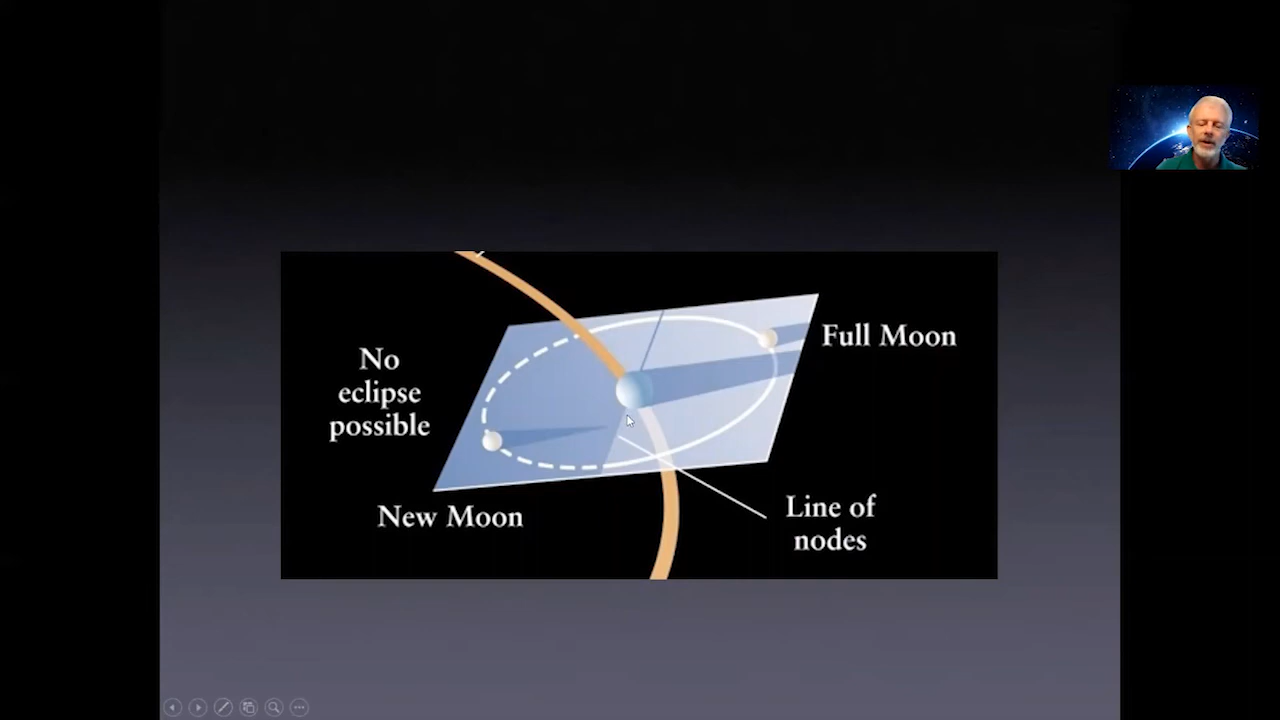 No
eclipse
possible
Full Moon
New Moon
Line of
nodes